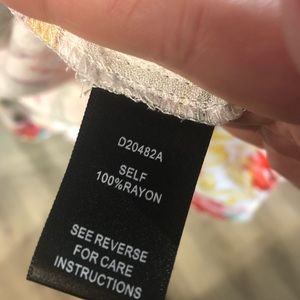 D20482A
SELF
100%RAYON
SEE REVERSE
FOR CARE
INSTRUCTIONS